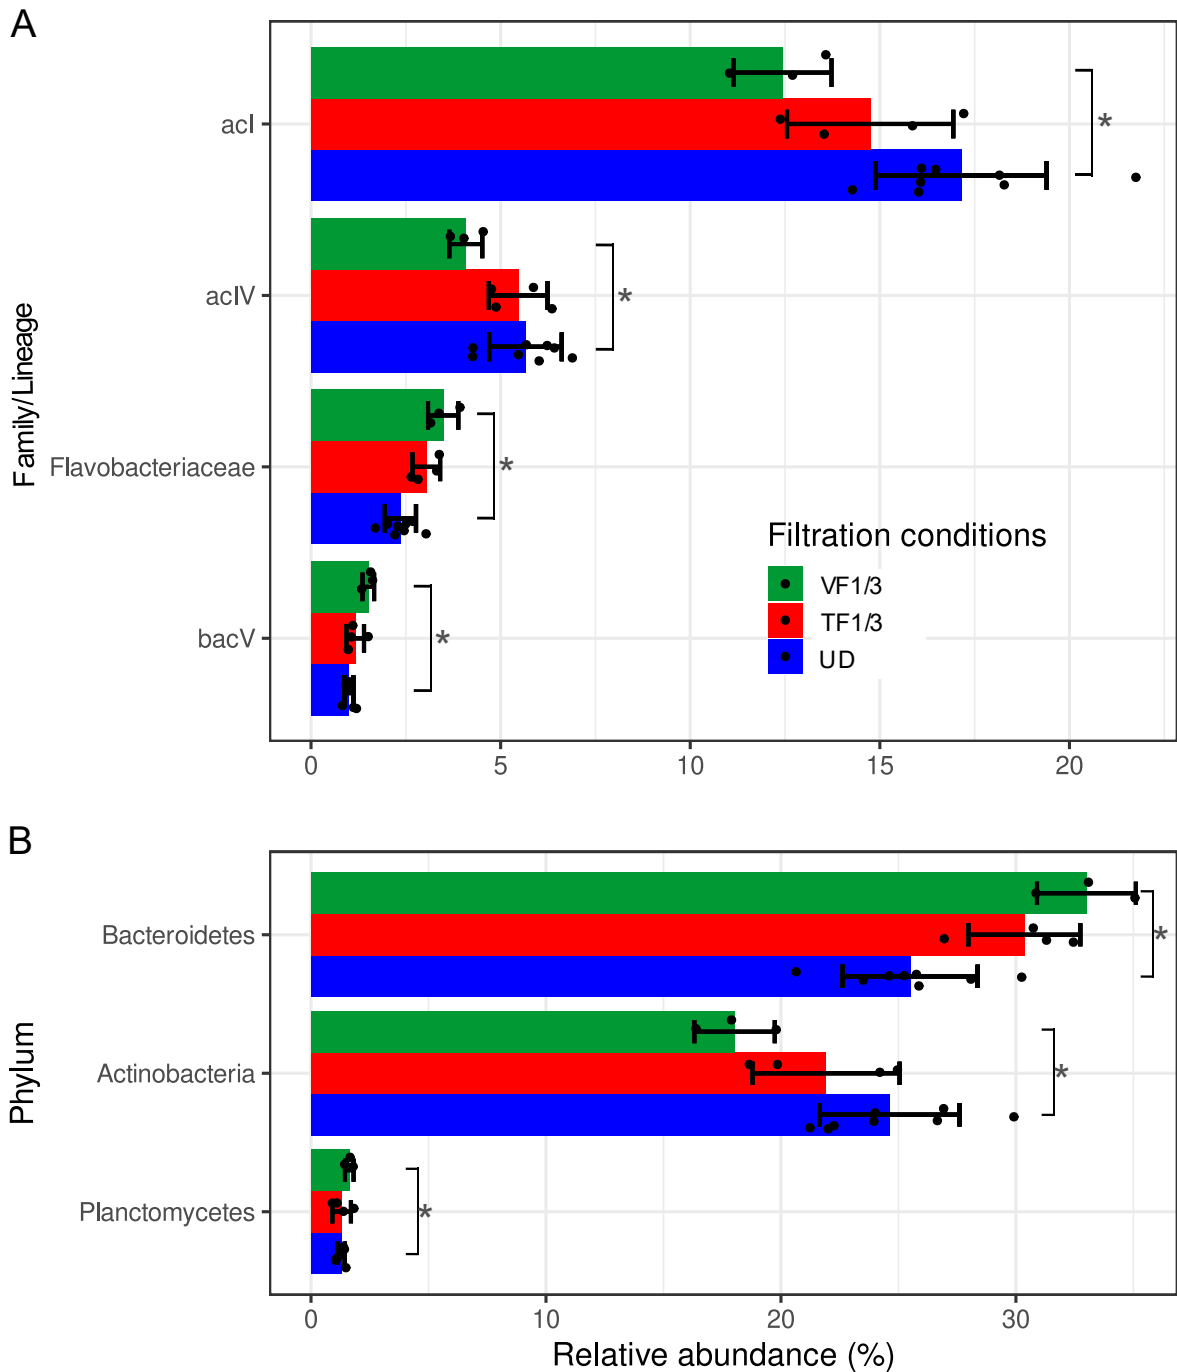 A
acI
*
acIV
*
Family/Lineage
Flavobacteriaceae
*
Filtration conditions
VF1/3
TF1/3
UD
bacV
*
0 5 10 15 20
B
Bacteroidetes
*
Phylum
Actinobacteria
*
Planctomycetes
*
0 10 20 30
Relative abundance (%)